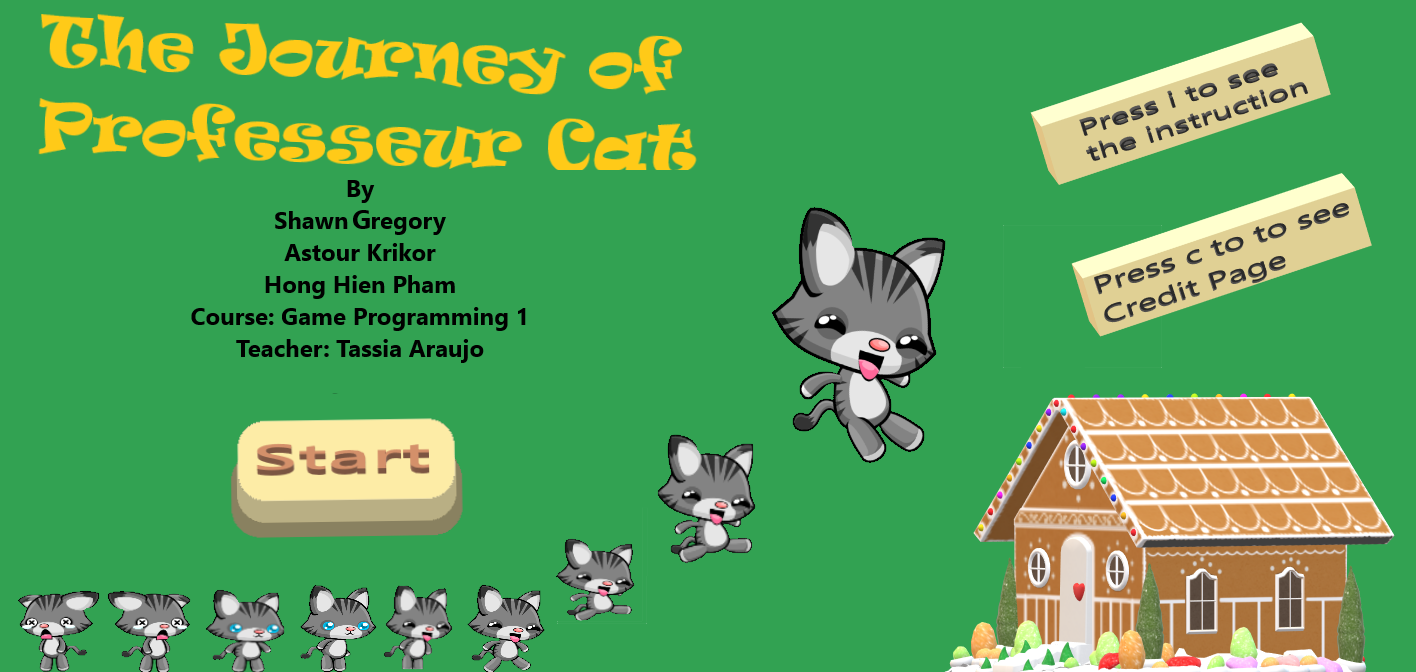 The Journey of
Professeur Cat
By
Shawn Gregory
Astour Krikor
Hong Hien Pham
Course: Game Programming 1
Teacher: Tassia Araujo
Start
Press i to see
the instruction
Press c to to see
Credit Page